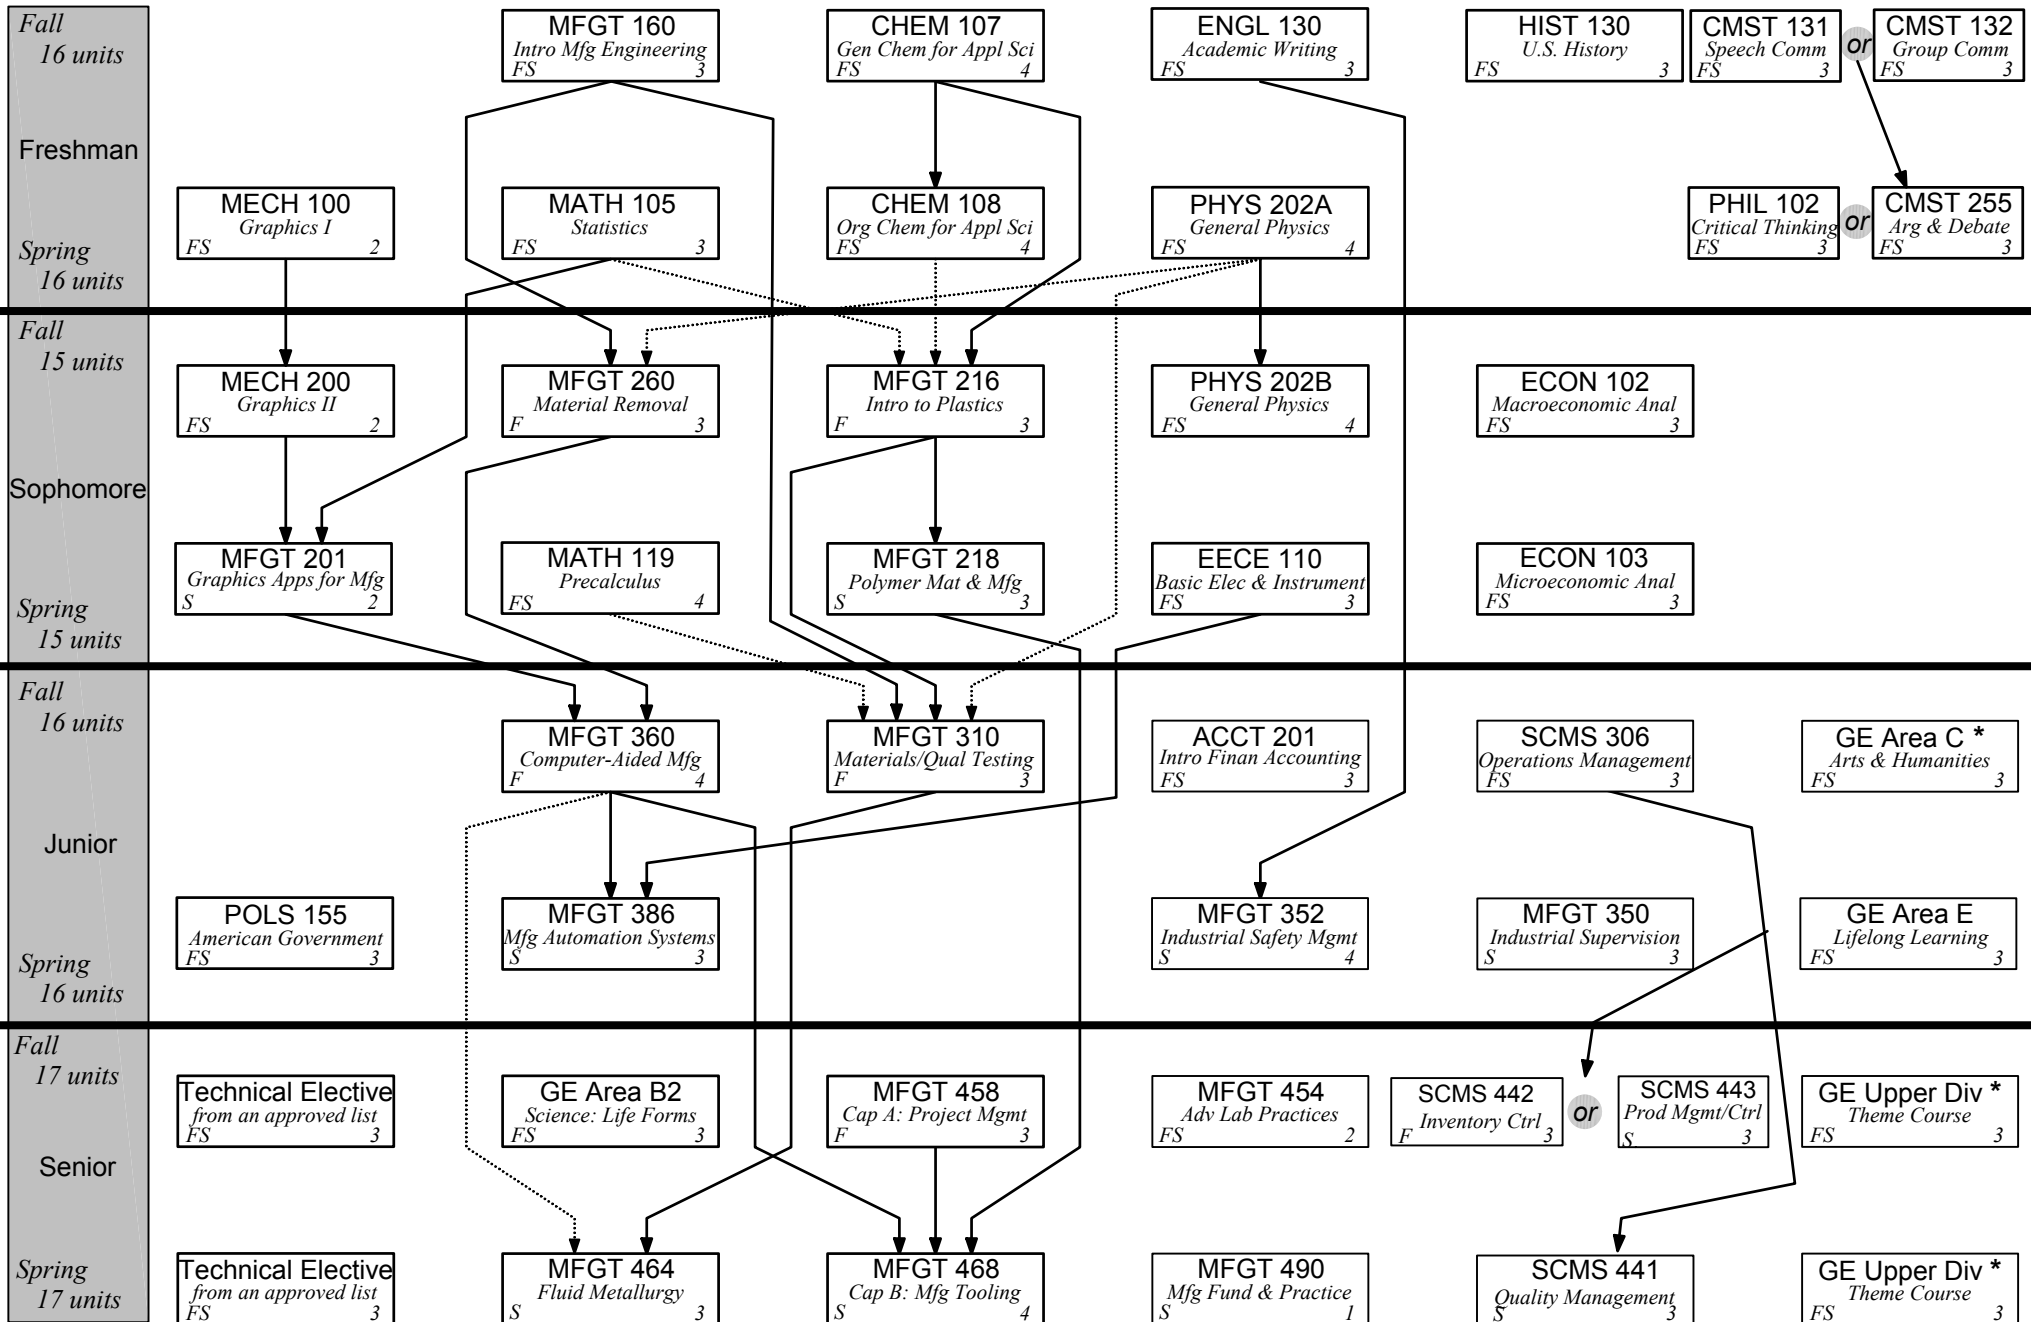 Fall
16 units
MFGT 160
Intro Mfg Engineering
FS 3
CHEM 107
Gen Chem for Appl Sci
FS 4
ENGL 130
Academic Writing
FS 3
HIST 130
U.S. History
FS 3
CMST 131
Speech Comm
FS 3
or
CMST 132
Group Comm
FS 3
Freshman
Spring
16 units
MECH 100
Graphics I
FS 2
MATH 105
Statistics
FS 3
CHEM 108
Org Chem for Appl Sci
FS 4
PHYS 202A
General Physics
FS 4
PHIL 102
Critical Thinking
FS 3
or
CMST 255
Arg & Debate
FS 3
Fall
15 units
MECH 200
Graphics II
FS 2
MFGT 260
Material Removal
F 3
MFGT 216
Intro to Plastics
F 3
PHYS 202B
General Physics
FS 4
ECON 102
Macroeconomic Anal
FS 3
Sophomore
Spring
15 units
MFGT 201
Graphics Apps for Mfg
S 2
MATH 119
Precalculus
FS 4
MFGT 218
Polymer Mat & Mfg
S 3
EECE 110
Basic Elec & Instrument
FS 3
ECON 103
Microeconomic Anal
FS 3
Fall
16 units
MFGT 360
Computer-Aided Mfg
F 4
MFGT 310
Materials/Qual Testing
F 3
ACCT 201
Intro Finan Accounting
FS 3
SCMS 306
Operations Management
FS 3
GE Area C *
Arts & Humanities
FS 3
Junior
Spring
16 units
POLS 155
American Government
FS 3
MFGT 386
Mfg Automation Systems
S 3
MFGT 352
Industrial Safety Mgmt
S 4
MFGT 350
Industrial Supervision
S 3
GE Area E
Lifelong Learning
FS 3
Fall
17 units
Technical Elective
from an approved list
FS 3
GE Area B2
Science: Life Forms
FS 3
MFGT 458
Cap A: Project Mgmt
F 3
MFGT 454
Adv Lab Practices
FS 2
SCMS 442
Inventory Ctrl
F 3
or
SCMS 443
Prod Mgmt/Ctrl
S 3
GE Upper Div *
Theme Course
FS 3
Senior
Spring
17 units
Technical Elective
from an approved list
FS 3
MFGT 464
Fluid Metallurgy
S 3
MFGT 468
Cap B: Mfg Tooling
S 4
MFGT 490
Mfg Fund & Practice
S 1
SCMS 441
Quality Management
S 3
GE Upper Div *
Theme Course
FS 3